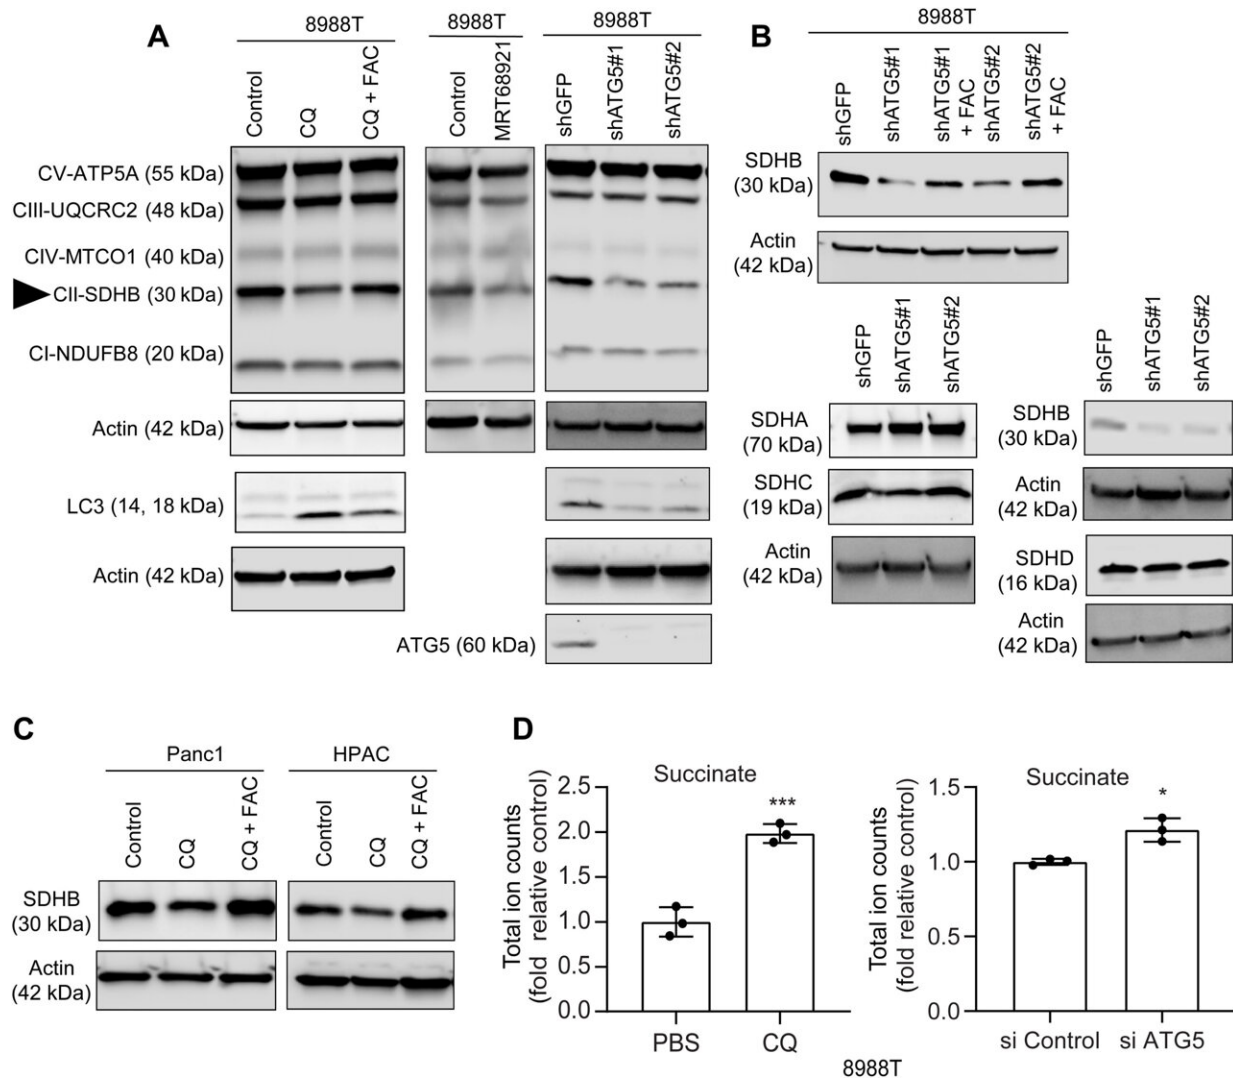 A
8988T
8988T
8988T
Control
CQ
CQ + FAC
Control
MRT68921
shGFP
shATG5#1
shATG5#2
CV-ATP5A (55 kDa)
CIII-UQCRC2 (48 kDa)
CIV-MTCO1 (40 kDa)
CII-SDHB (30 kDa)
CI-NDUFB8 (20 kDa)
Actin (42 kDa)
LC3 (14, 18 kDa)
Actin (42 kDa)
ATG5 (60 kDa)
B
8988T
shGFP
shATG5#1
shATG5#1
+ FAC
shATG5#2
shATG5#2
+ FAC
SDHB
(30 kDa)
Actin
(42 kDa)
shGFP
shATG5#1
shATG5#2
SDHA
(70 kDa)
SDHC
(19 kDa)
Actin
(42 kDa)
shGFP
shATG5#1
shATG5#2
SDHB
(30 kDa)
Actin
(42 kDa)
SDHD
(16 kDa)
Actin
(42 kDa)
C
Panc1
HPAC
Control
CQ
CQ + FAC
Control
CQ
CQ + FAC
SDHB
(30 kDa)
Actin
(42 kDa)
D
Succinate
Total ion counts
(fold relative control)
2.5
2.0
1.5
1.0
0.5
0.0
***
PBS
CQ
Succinate
Total ion counts
(fold relative control)
1.5
1.0
0.5
0.0
*
si Control
si ATG5
8988T